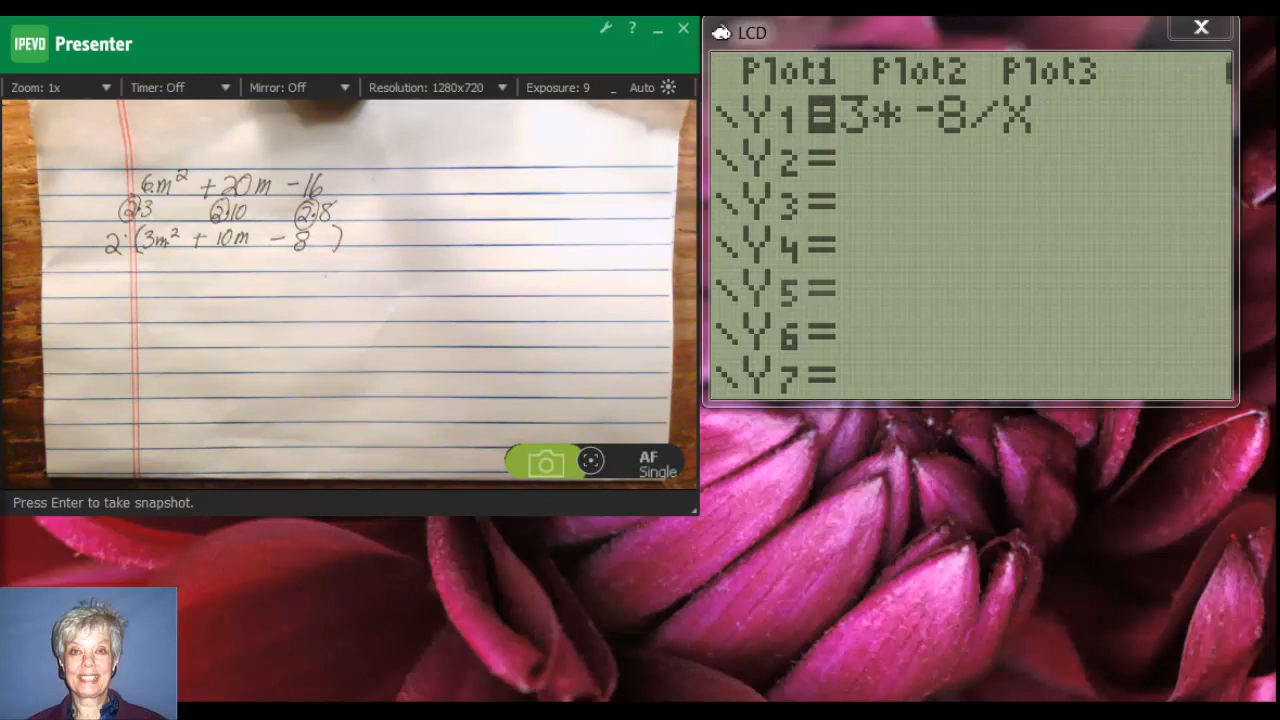 IPEVO Presenter
Zoom: 1x Timer: Off Mirror: Off Resolution: 1280x720 Exposure: 9 Auto
6m² + 20m - 16
2·3 2·10 2·8
2·(3m² + 10m - 8)
AF
Single
Press Enter to take snapshot.
LCD
Plot1 Plot2 Plot3
\Y1=3*-8/X
\Y2=
\Y3=
\Y4=
\Y5=
\Y6=
\Y7=